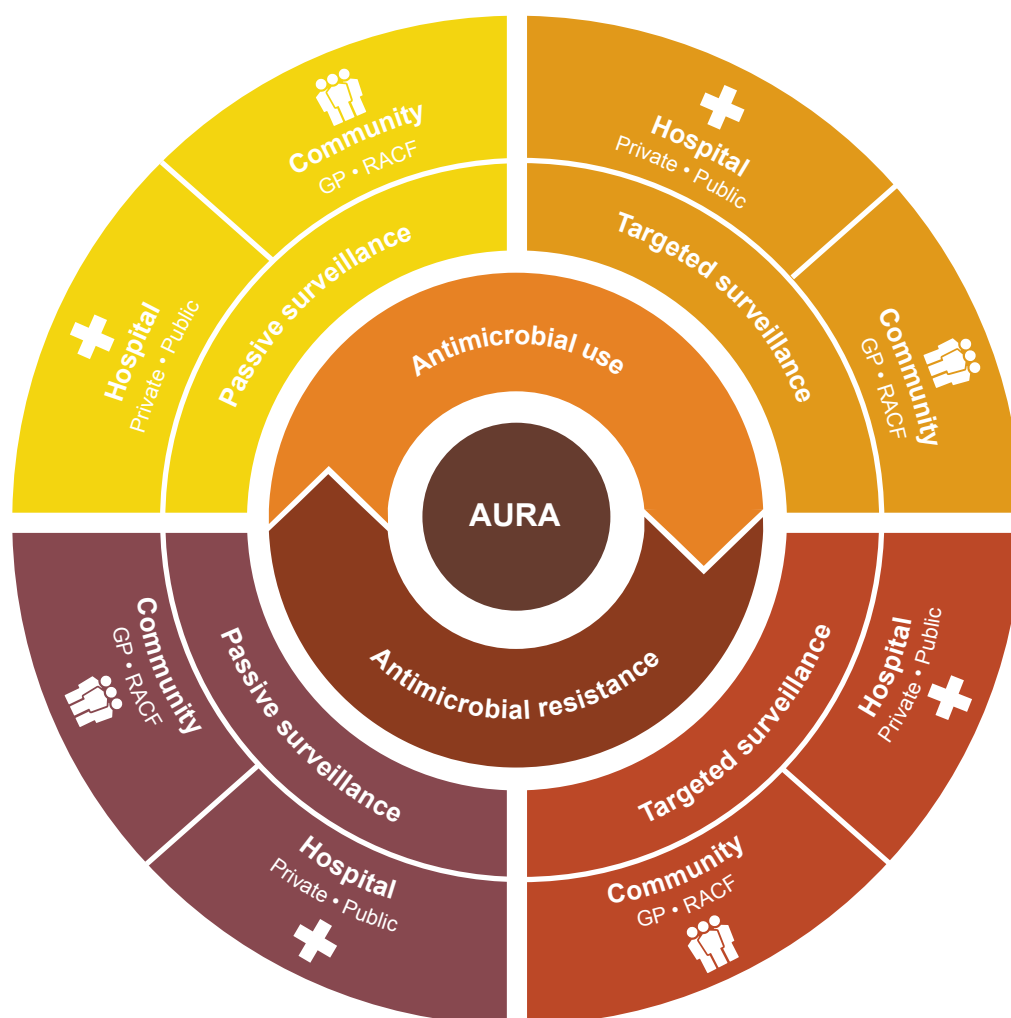 Community
GP • RACF
Hospital
Private • Public
Passive surveillance
Hospital
Private • Public
Community
GP • RACF
Targeted surveillance
Antimicrobial use
AURA
Antimicrobial resistance
Community
GP • RACF
Hospital
Private • Public
Passive surveillance
Hospital
Private • Public
Community
GP • RACF
Targeted surveillance